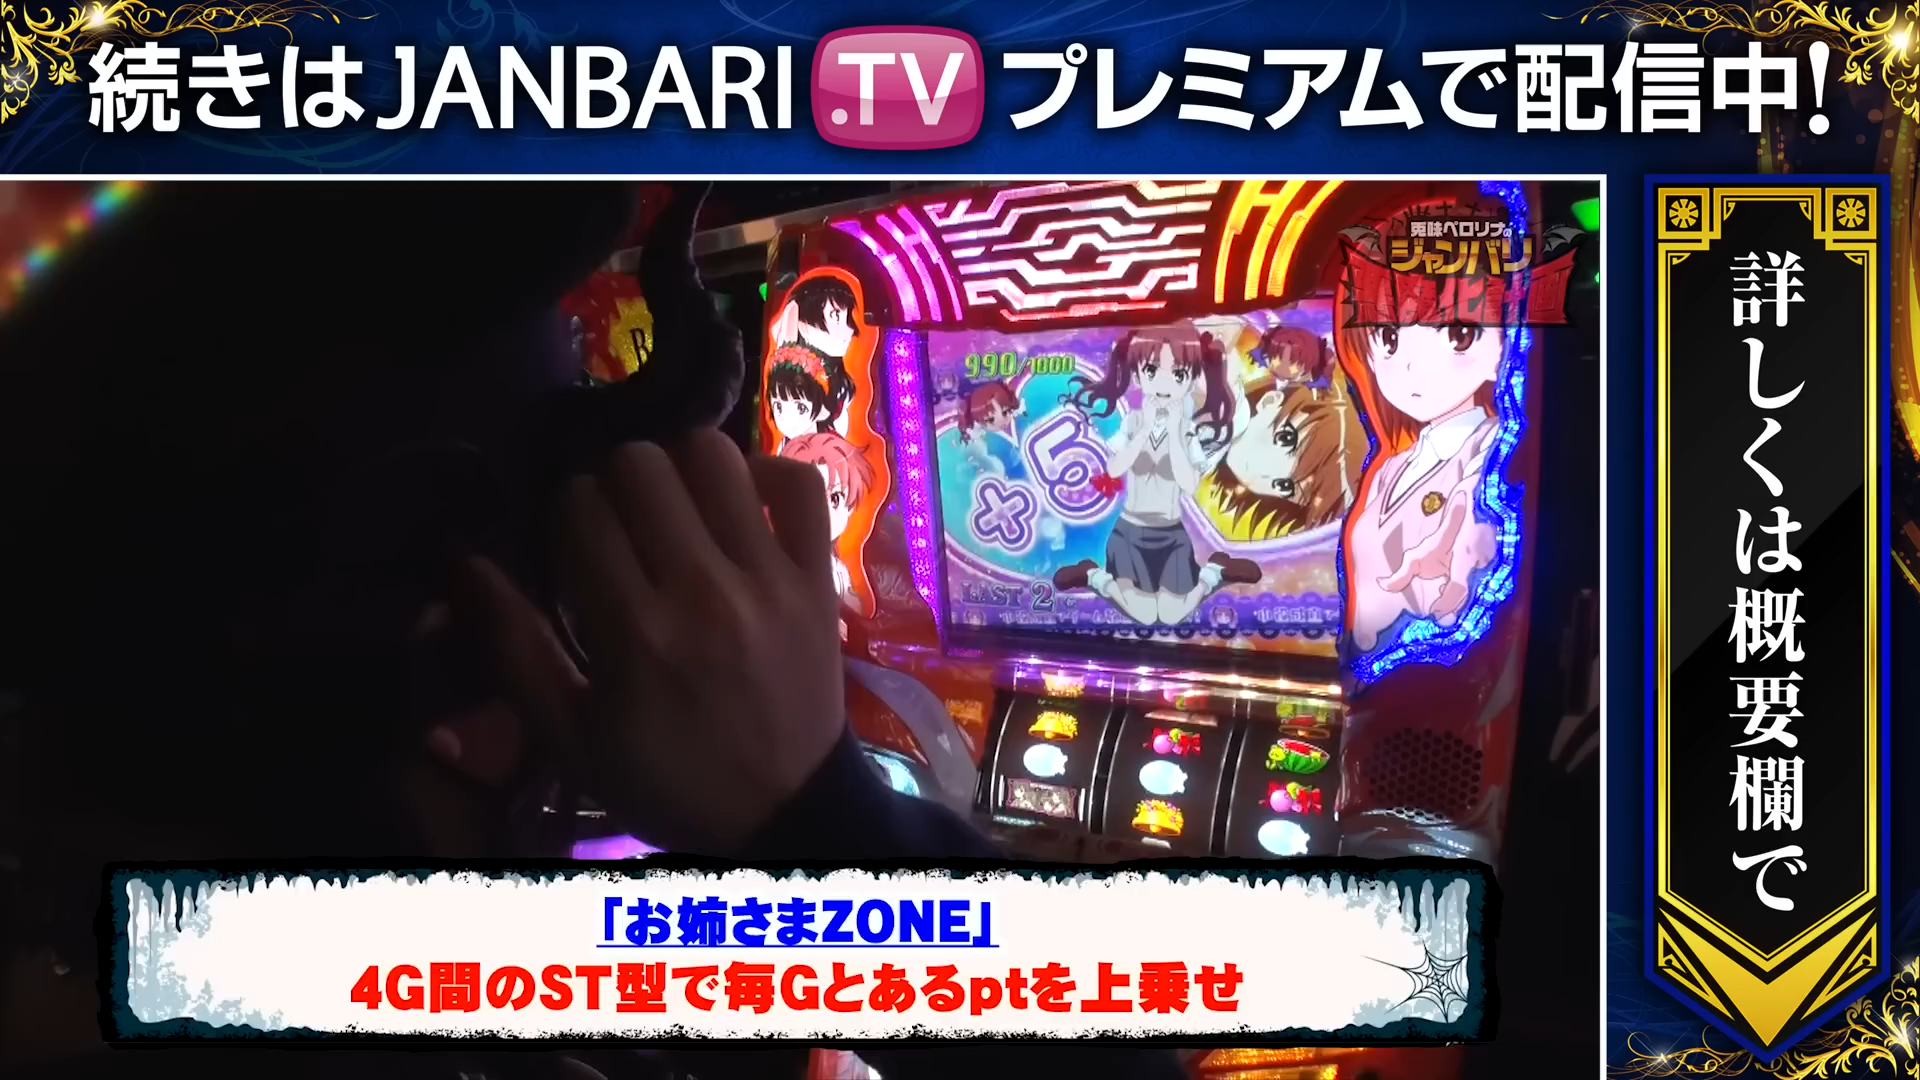 続きはJANBARI.TVプレミアムで配信中!
詳しくは概要欄で
兎味ペロリナの
ジャンバリ
990/1000
×5
LAST 2
「お姉さまZONE」
4G間のST型で毎Gとあるptを上乗せ